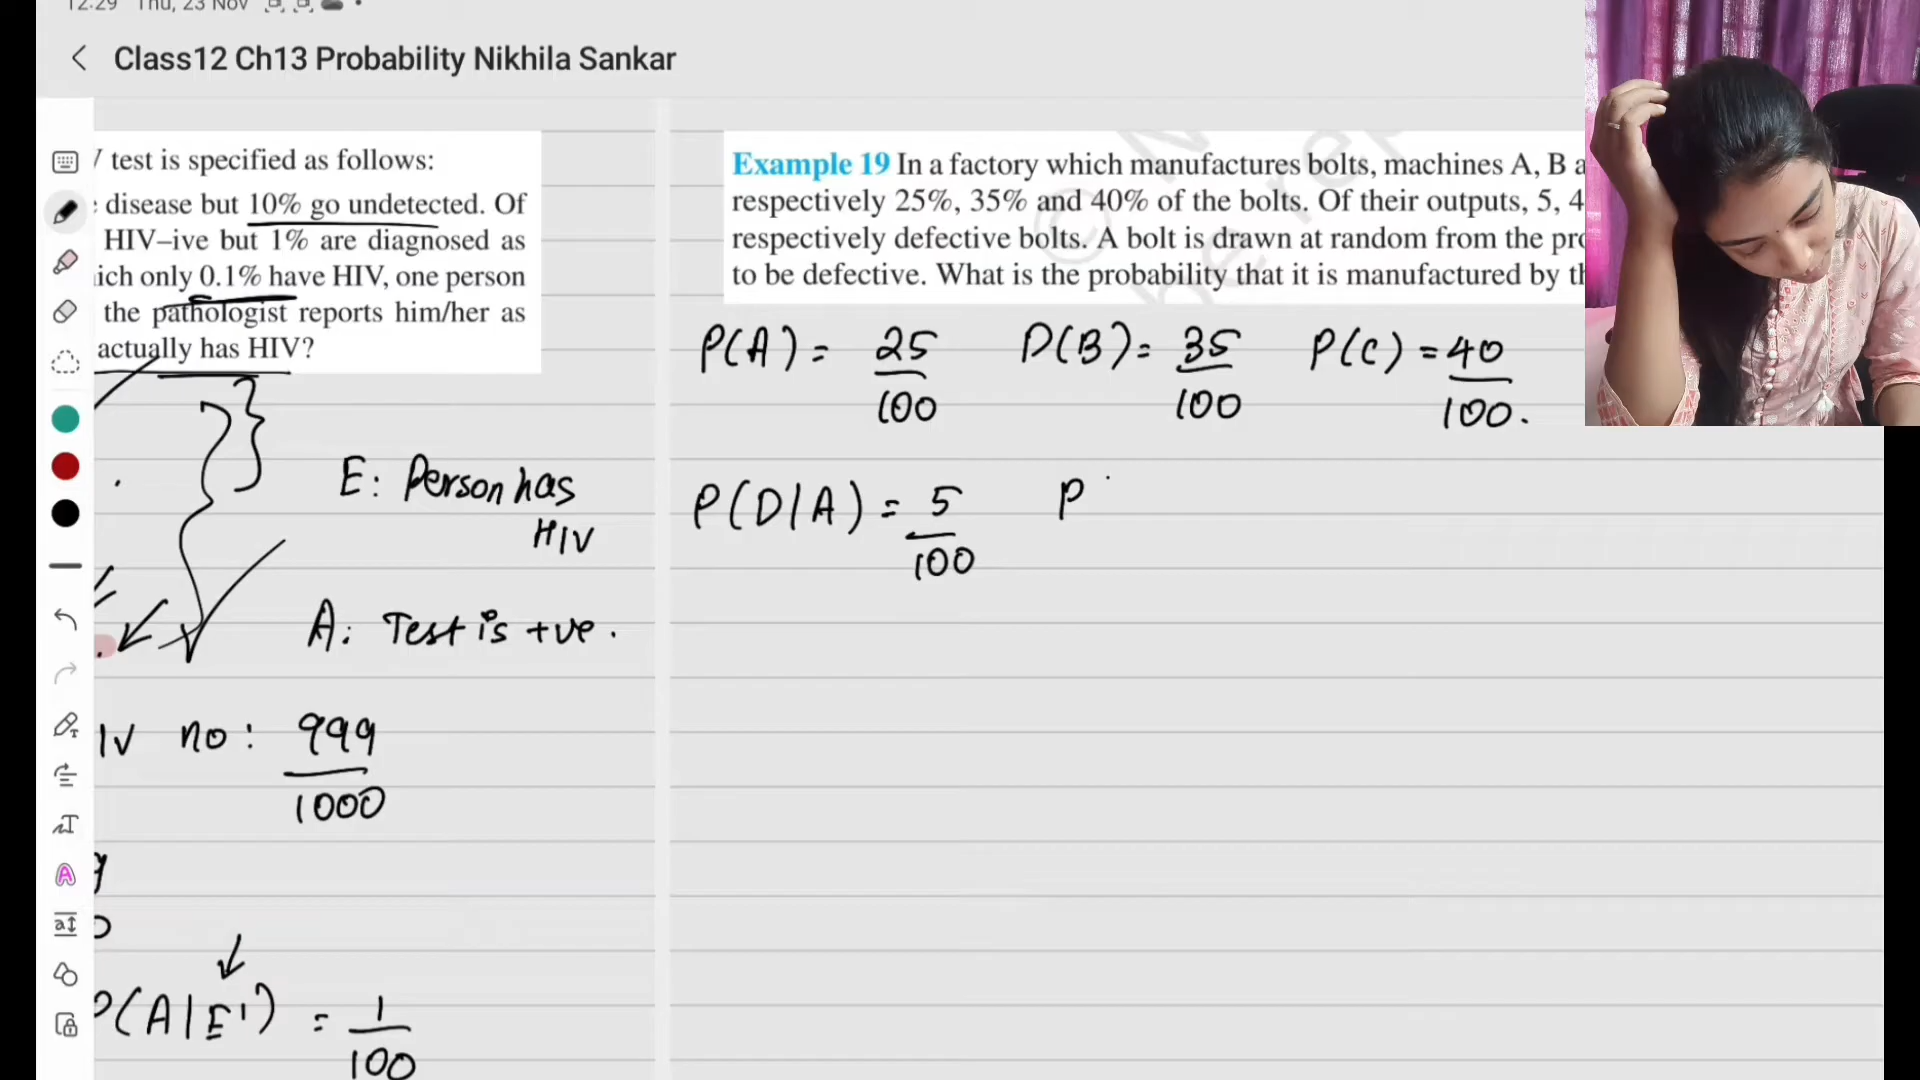 12:29 Thu, 23 Nov
Class12 Ch13 Probability Nikhila Sankar
test is specified as follows:
disease but 10% go undetected. Of
HIV–ive but 1% are diagnosed as
ich only 0.1% have HIV, one person
the pathologist reports him/her as
actually has HIV?
E: Person has
HIV
A: Test is +ve.
IV no: 999
1000
P(A|E') = 1
100
Example 19 In a factory which manufactures bolts, machines A, B a
respectively 25%, 35% and 40% of the bolts. Of their outputs, 5, 4
respectively defective bolts. A bolt is drawn at random from the pro
to be defective. What is the probability that it is manufactured by th
P(A) = 25 P(B) = 35 P(C) = 40
100 100 100.
P(D|A) = 5 P
100